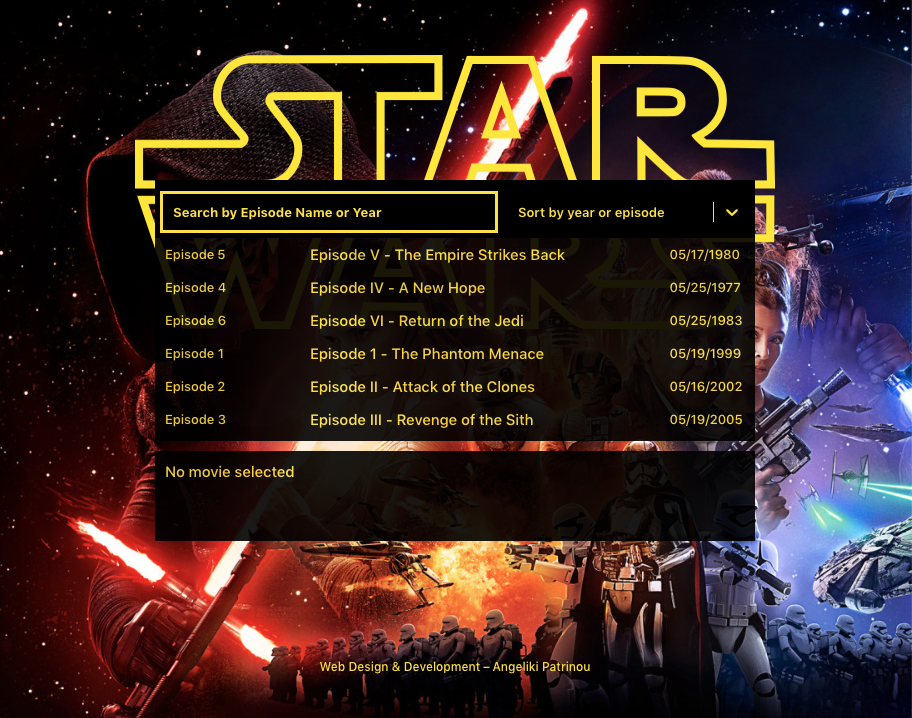 STAR
WARS
Search by Episode Name or Year
Sort by year or episode
Episode 5 Episode V - The Empire Strikes Back 05/17/1980
Episode 4 Episode IV - A New Hope 05/25/1977
Episode 6 Episode VI - Return of the Jedi 05/25/1983
Episode 1 Episode 1 - The Phantom Menace 05/19/1999
Episode 2 Episode II - Attack of the Clones 05/16/2002
Episode 3 Episode III - Revenge of the Sith 05/19/2005
No movie selected
Web Design & Development – Angeliki Patrinou